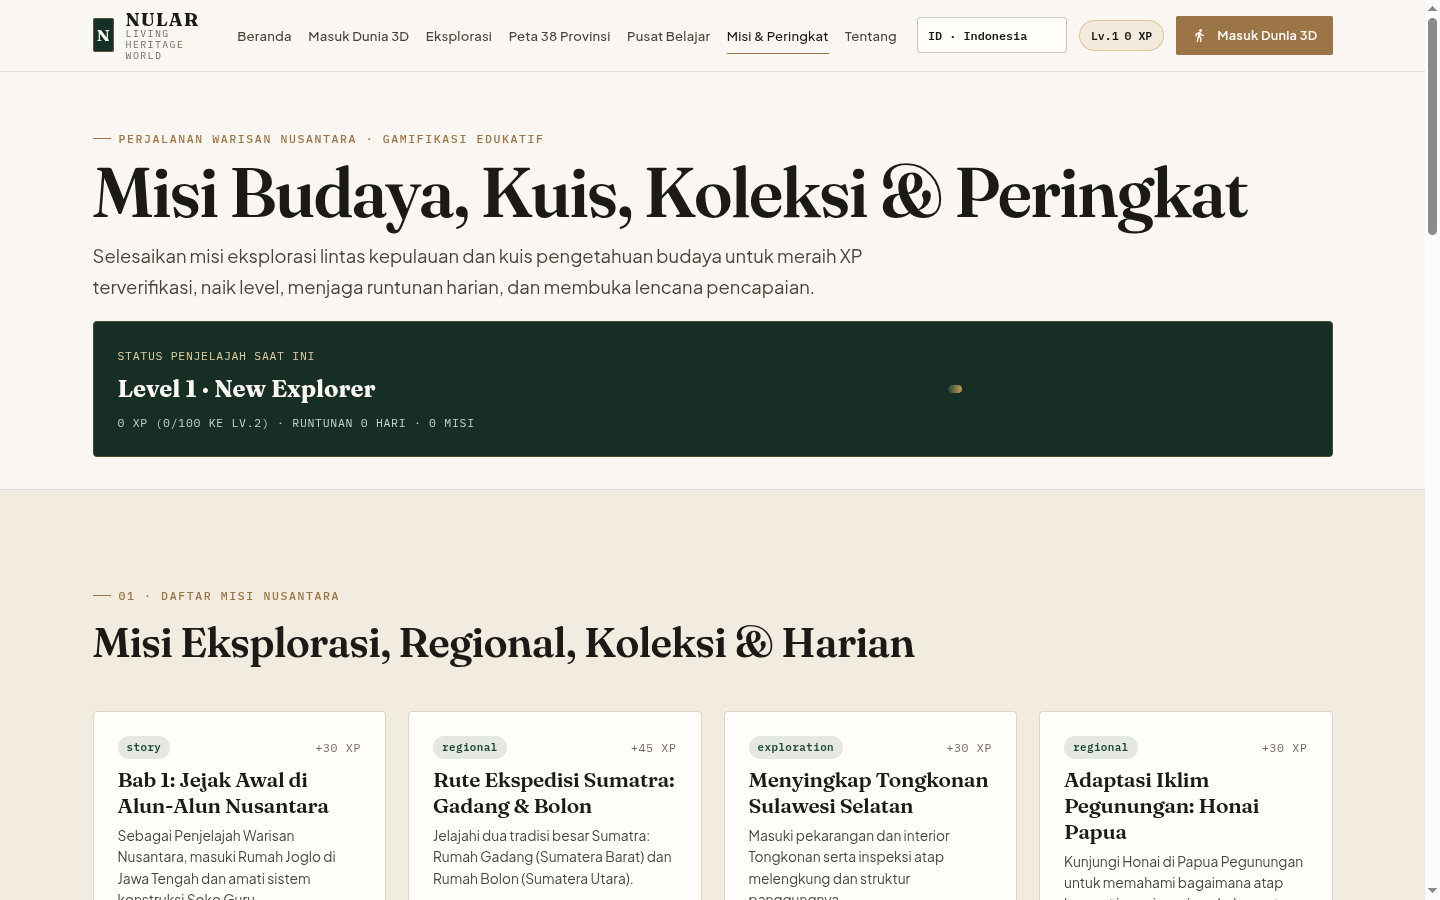 N
NULAR
LIVING
HERITAGE
WORLD
Beranda
Masuk Dunia 3D
Eksplorasi
Peta 38 Provinsi
Pusat Belajar
Misi & Peringkat
Tentang
ID · Indonesia
Lv.1 0 XP
Masuk Dunia 3D
PERJALANAN WARISAN NUSANTARA · GAMIFIKASI EDUKATIF
Misi Budaya, Kuis, Koleksi & Peringkat
Selesaikan misi eksplorasi lintas kepulauan dan kuis pengetahuan budaya untuk meraih XP
terverifikasi, naik level, menjaga runtunan harian, dan membuka lencana pencapaian.
STATUS PENJELAJAH SAAT INI
Level 1 · New Explorer
0 XP (0/100 KE LV.2) · RUNTUNAN 0 HARI · 0 MISI
01 · DAFTAR MISI NUSANTARA
Misi Eksplorasi, Regional, Koleksi & Harian
story
+30 XP
Bab 1: Jejak Awal di
Alun-Alun Nusantara
Sebagai Penjelajah Warisan
Nusantara, masuki Rumah Joglo di
Jawa Tengah dan amati sistem
konstruksi Soko Guru.
regional
+45 XP
Rute Ekspedisi Sumatra:
Gadang & Bolon
Jelajahi dua tradisi besar Sumatra:
Rumah Gadang (Sumatera Barat) dan
Rumah Bolon (Sumatera Utara).
exploration
+30 XP
Menyingkap Tongkonan
Sulawesi Selatan
Masuki pekarangan dan interior
Tongkonan serta inspeksi atap
melengkung dan struktur
panggungnya.
regional
+30 XP
Adaptasi Iklim
Pegunungan: Honai
Papua
Kunjungi Honai di Papua Pegunungan
untuk memahami bagaimana atap